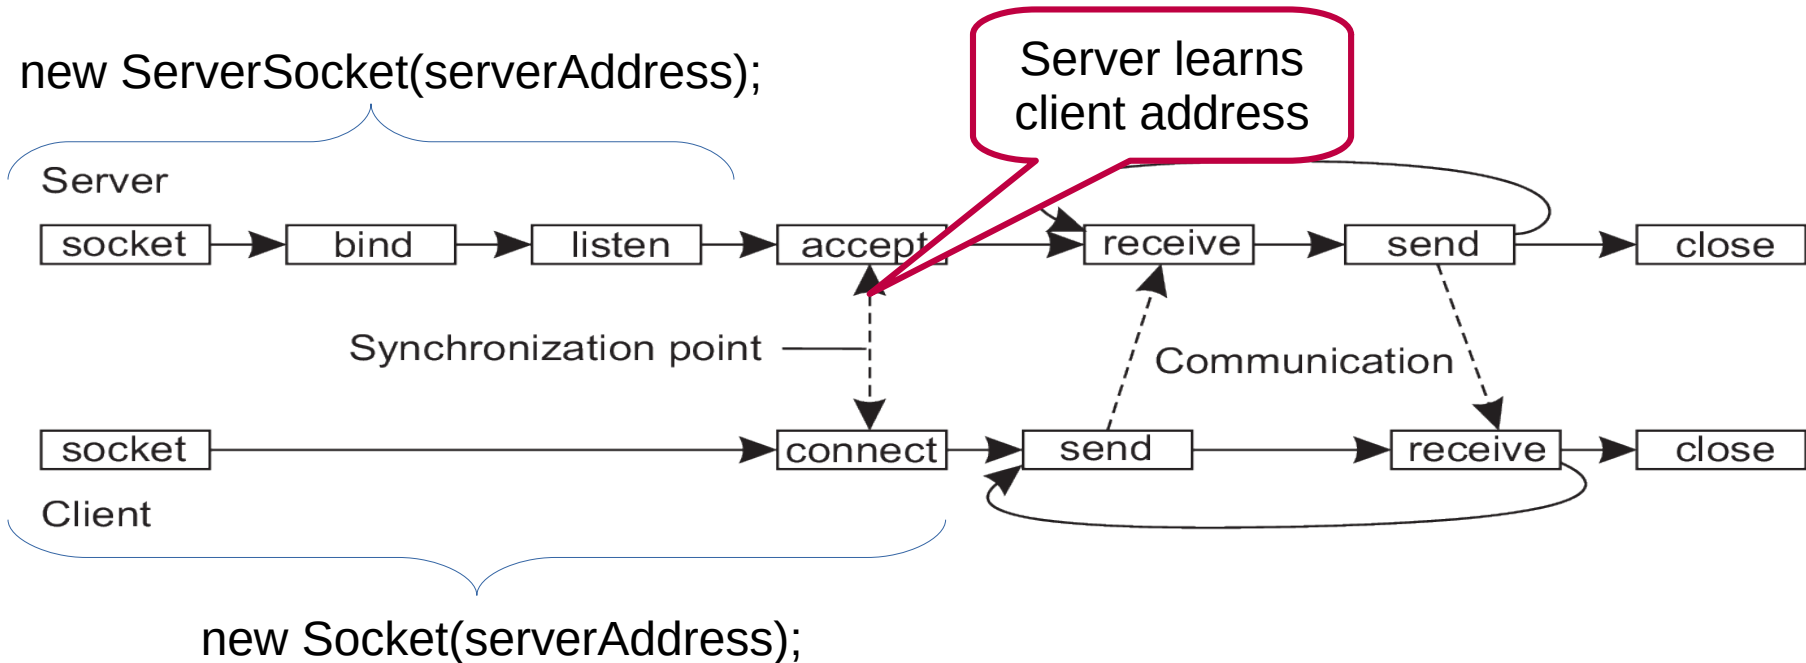 new ServerSocket(serverAddress);
Server learns
client address
Server
socket
bind
listen
accept
receive
send
close
Synchronization point
Communication
socket
connect
send
receive
close
Client
new Socket(serverAddress);